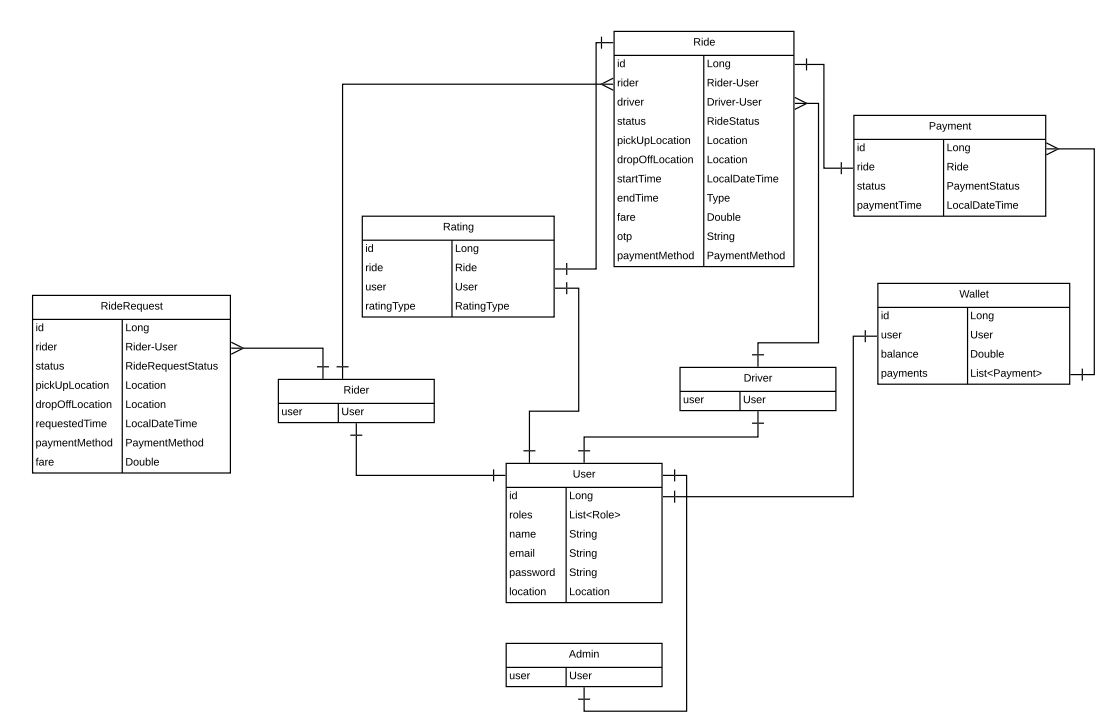 Ride
id Long
rider Rider-User
driver Driver-User
status RideStatus
pickUpLocation Location
dropOffLocation Location
startTime LocalDateTime
endTime Type
fare Double
otp String
paymentMethod PaymentMethod
Payment
id Long
ride Ride
status PaymentStatus
paymentTime LocalDateTime
Rating
id Long
ride Ride
user User
ratingType RatingType
Wallet
id Long
user User
balance Double
payments List<Payment>
RideRequest
id Long
rider Rider-User
status RideRequestStatus
pickUpLocation Location
dropOffLocation Location
requestedTime LocalDateTime
paymentMethod PaymentMethod
fare Double
Rider
user User
Driver
user User
User
id Long
roles List<Role>
name String
email String
password String
location Location
Admin
user User